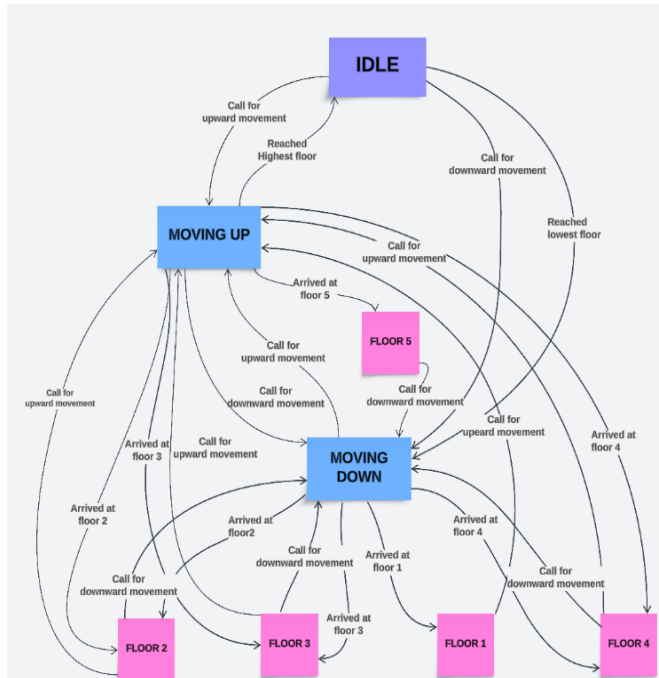 IDLE
Call for
upward movement
Reached
Highest floor
Call for
downward movement
Reached
lowest floor
MOVING UP
Call for
upward movement
Arrived at
floor 5
FLOOR 5
Call for
upward movement
Call for
downward movement
Call for
downward movement
Call for
upward movement
Call for
upeard movement
Arrived at
floor 4
Arrived at
floor 3
Call for
upward movement
MOVING
DOWN
Arrived at
floor 2
Arrived at
floor2
Arrived at
floor 4
Call for
downward movement
Arrived at
floor 1
Call for
downward movement
Call for
downward movement
Arrived at
floor 3
FLOOR 2
FLOOR 3
FLOOR 1
FLOOR 4